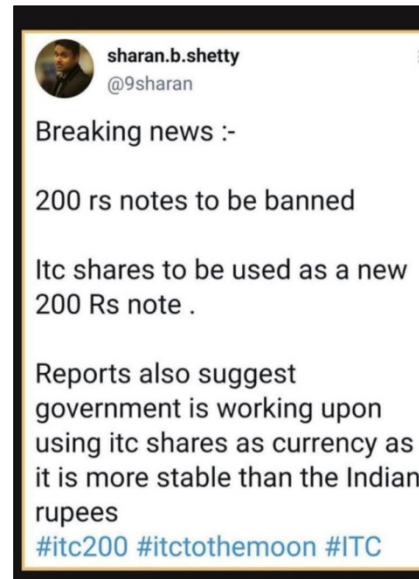 sharan.b.shetty
@9sharan
Breaking news :-
200 rs notes to be banned
Itc shares to be used as a new
200 Rs note .
Reports also suggest
government is working upon
using itc shares as currency as
it is more stable than the Indian
rupees
#itc200 #itctothemoon #ITC